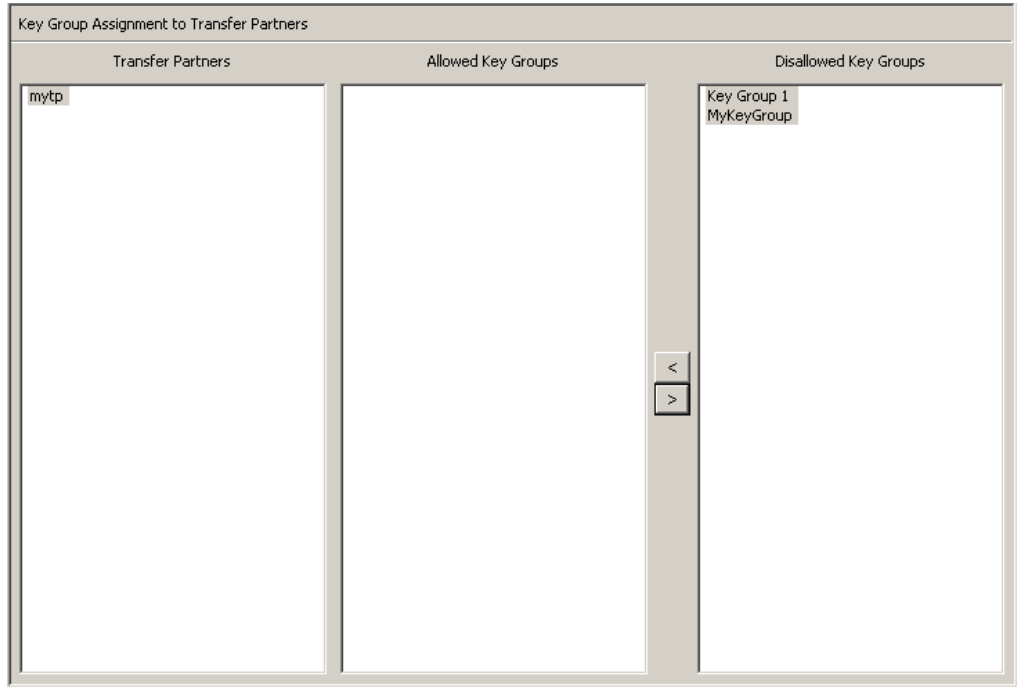 Key Group Assignment to Transfer Partners
Transfer Partners
Allowed Key Groups
Disallowed Key Groups
mytp
Key Group 1
MyKeyGroup
<
>